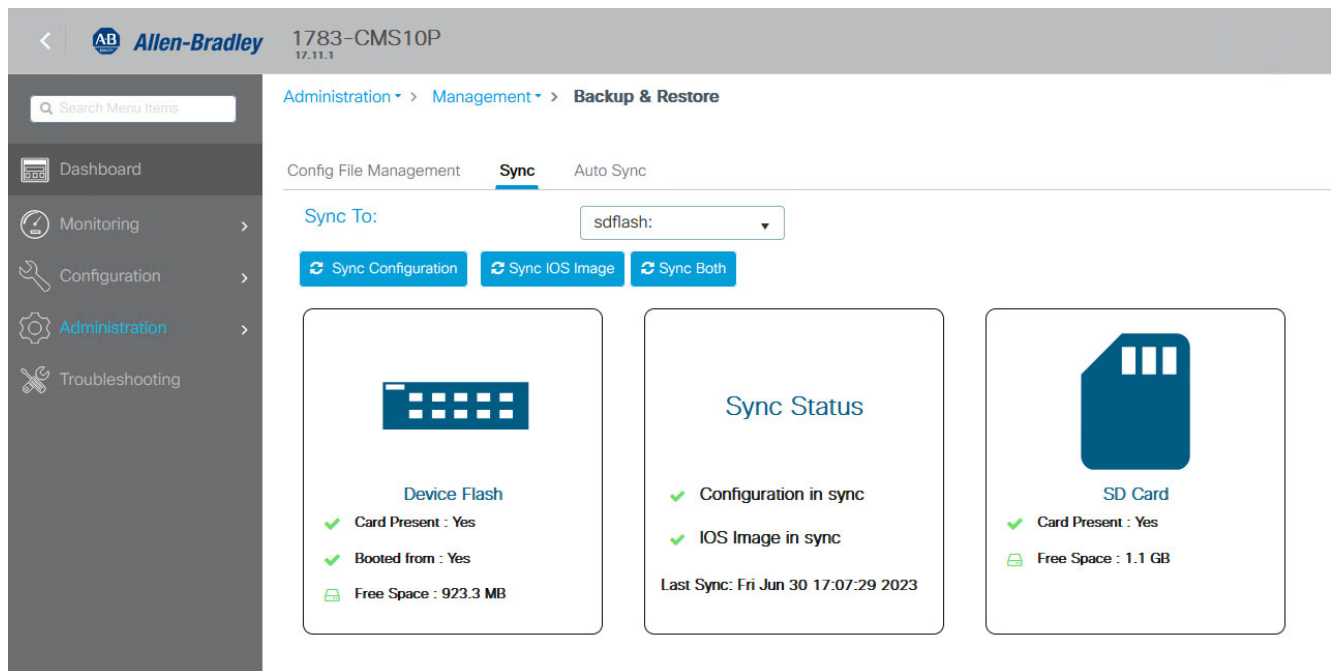 AB Allen-Bradley 1783-CMS10P
17.11.1
Search Menu Items
Administration > Management > Backup & Restore
Dashboard
Monitoring
Configuration
Administration
Troubleshooting
Config File Management Sync Auto Sync
Sync To: sdflash:
Sync Configuration Sync IOS Image Sync Both
Device Flash
Card Present : Yes
Booted from : Yes
Free Space : 923.3 MB
Sync Status
Configuration in sync
IOS Image in sync
Last Sync: Fri Jun 30 17:07:29 2023
SD Card
Card Present : Yes
Free Space : 1.1 GB